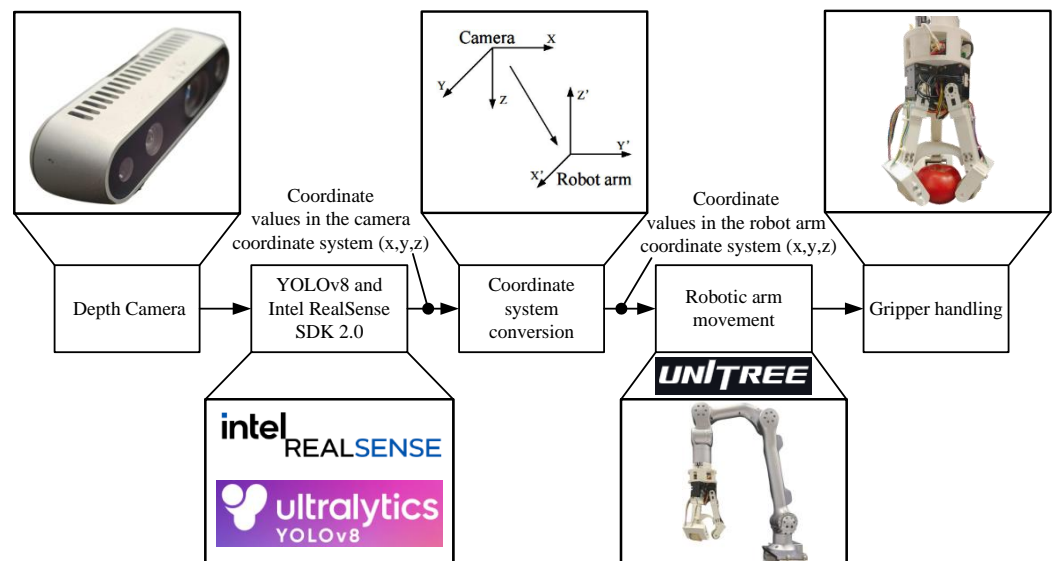 Camera
X
Y
Z
Z'
Y'
X'
Robot arm
Coordinate
values in the camera
coordinate system (x,y,z)
Coordinate
values in the robot arm
coordinate system (x,y,z)
Depth Camera
YOLOv8 and
Intel RealSense
SDK 2.0
Coordinate
system
conversion
Robotic arm
movement
Gripper handling
UNITREE
intel
REALSENSE
ultralytics
YOLOv8